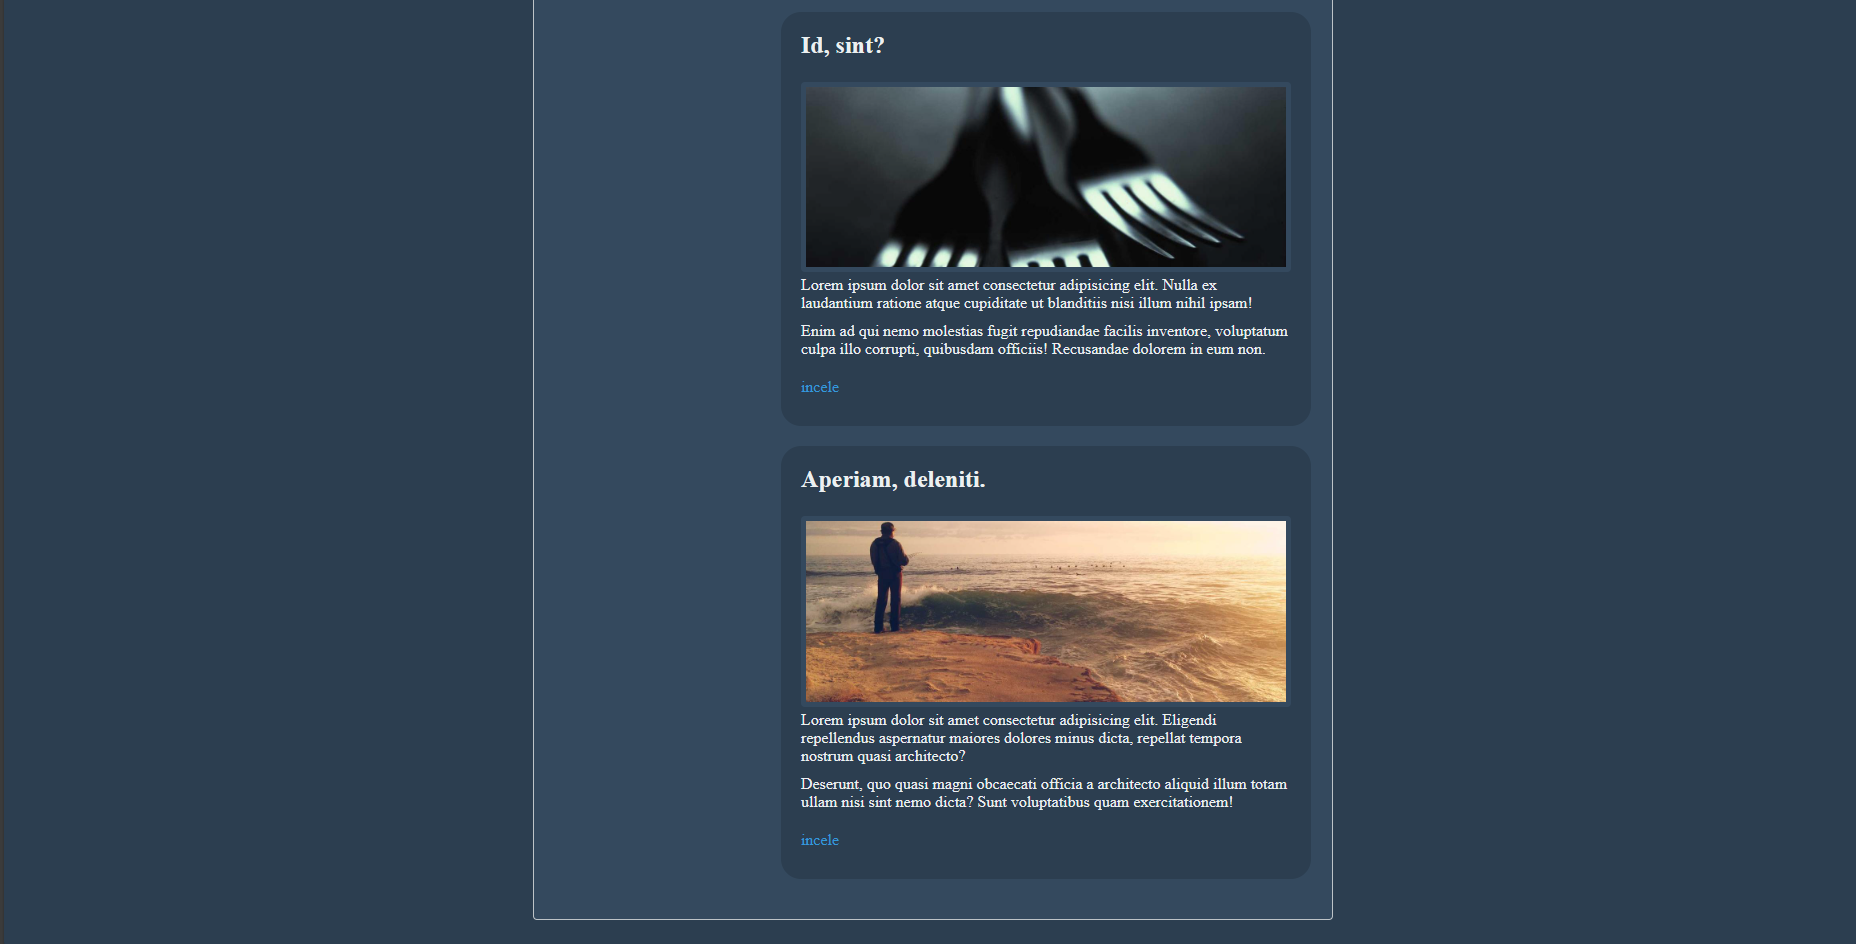 Id, sint?
Lorem ipsum dolor sit amet consectetur adipisicing elit. Nulla ex
laudantium ratione atque cupiditate ut blanditiis nisi illum nihil ipsam!
Enim ad qui nemo molestias fugit repudiandae facilis inventore, voluptatum
culpa illo corrupti, quibusdam officiis! Recusandae dolorem in eum non.
incele
Aperiam, deleniti.
Lorem ipsum dolor sit amet consectetur adipisicing elit. Eligendi
repellendus aspernatur maiores dolores minus dicta, repellat tempora
nostrum quasi architecto?
Deserunt, quo quasi magni obcaecati officia a architecto aliquid illum totam
ullam nisi sint nemo dicta? Sunt voluptatibus quam exercitationem!
incele